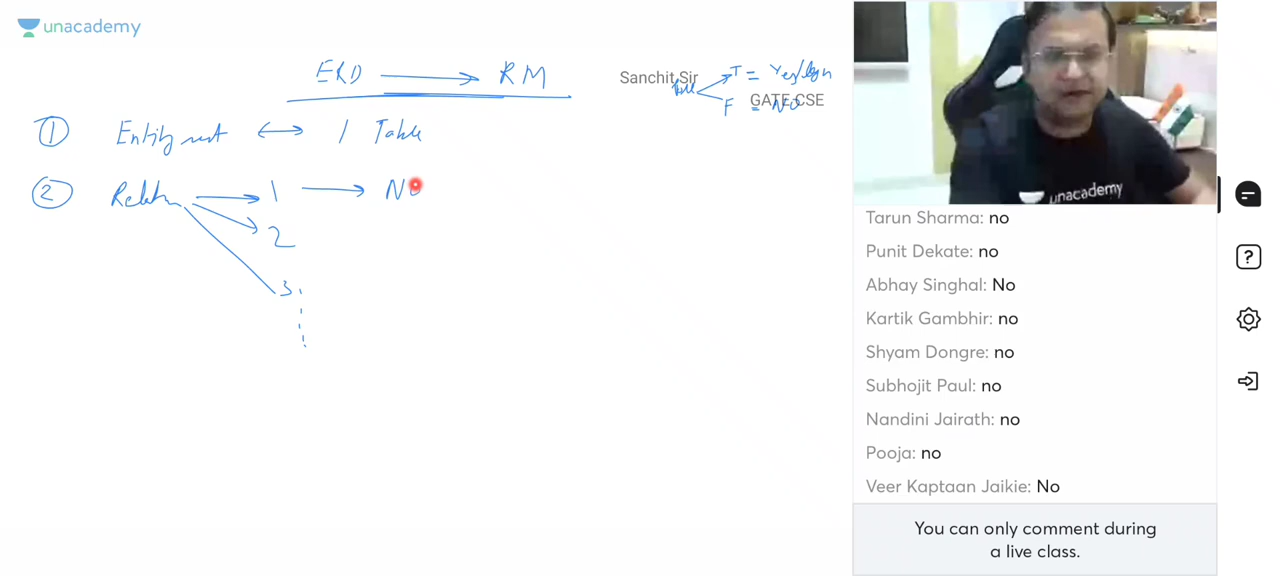 unacademy
ERD → RM
Sanchit Sir
T = Yes/
F = NO
GATE CSE
① Entity set ↔ 1 Table
② Relation → 1 → NO
2
3
unacademy
Tarun Sharma: no
Punit Dekate: no
Abhay Singhal: No
Kartik Gambhir: no
Shyam Dongre: no
Subhojit Paul: no
Nandini Jairath: no
Pooja: no
Veer Kaptaan Jaikie: No
You can only comment during
a live class.